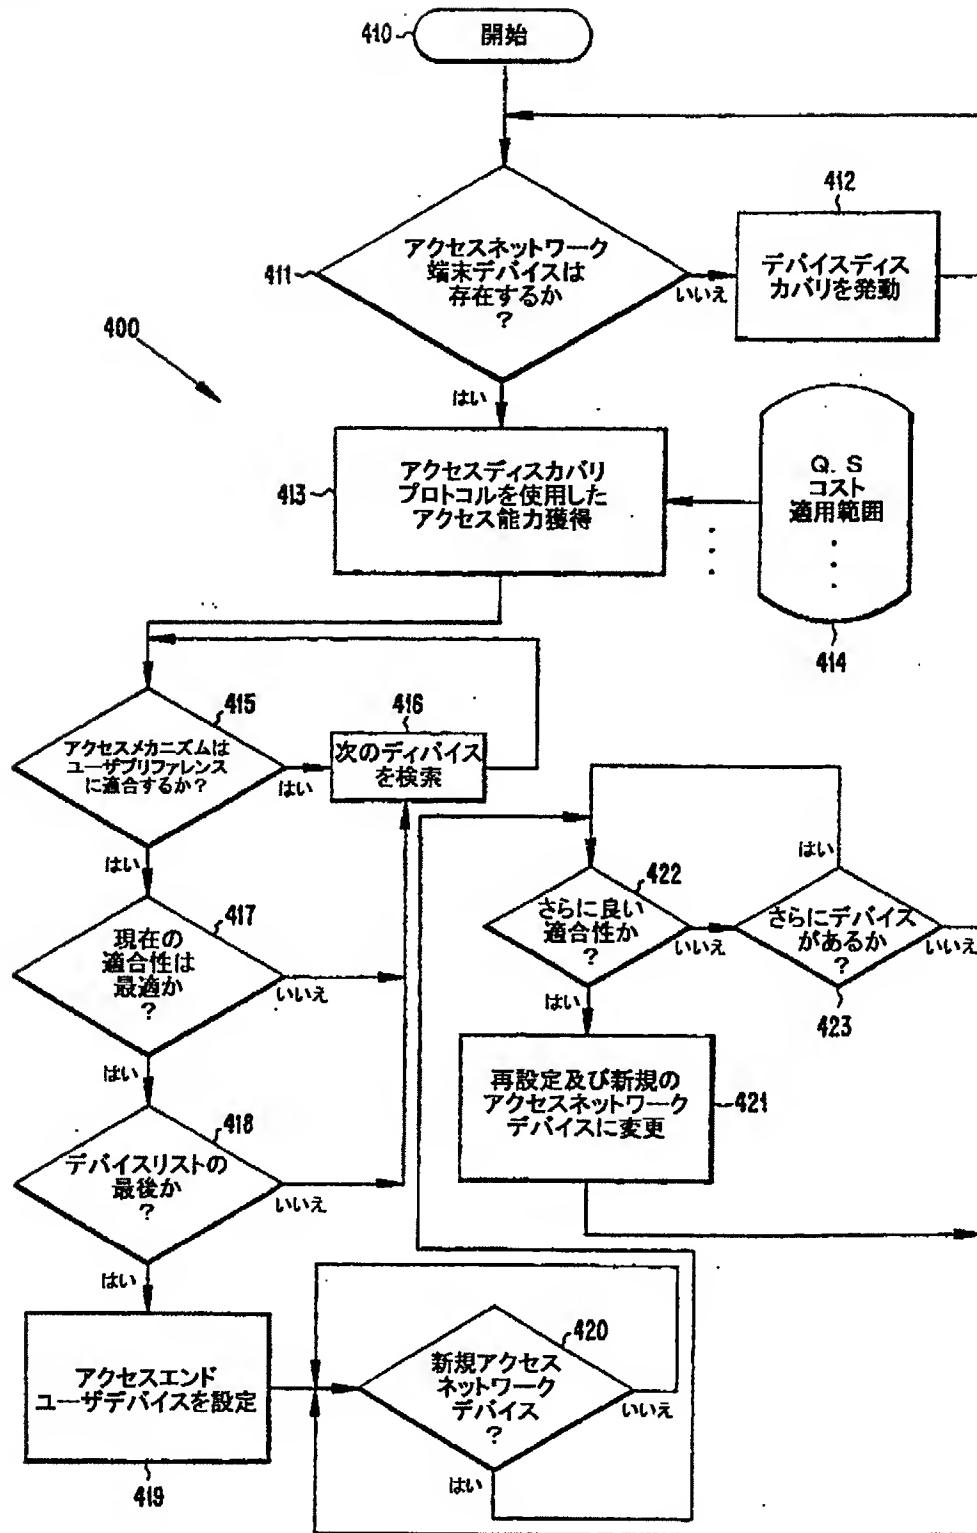 410
開始
411
アクセスネットワーク
端末デバイスは
存在するか
?
いいえ
はい
412
デバイスディス
カバリを発動
400
413
アクセスディスカバリ
プロトコルを使用した
アクセス能力獲得
Q. S
コスト
適用範囲
414
415
アクセスメカニズムは
ユーザプリファレンス
に適合するか?
はい
はい
416
次のディバイス
を検索
417
現在の
適合性は
最適か
?
いいえ
はい
418
デバイスリストの
最後か
?
いいえ
はい
アクセスエンド
ユーザデバイスを設定
419
420
新規アクセス
ネットワーク
デバイス
?
いいえ
はい
422
さらに良い
適合性か
?
いいえ
はい
はい
さらにデバイス
があるか
?
いいえ
423
再設定及び新規の
アクセスネットワーク
デバイスに変更
421